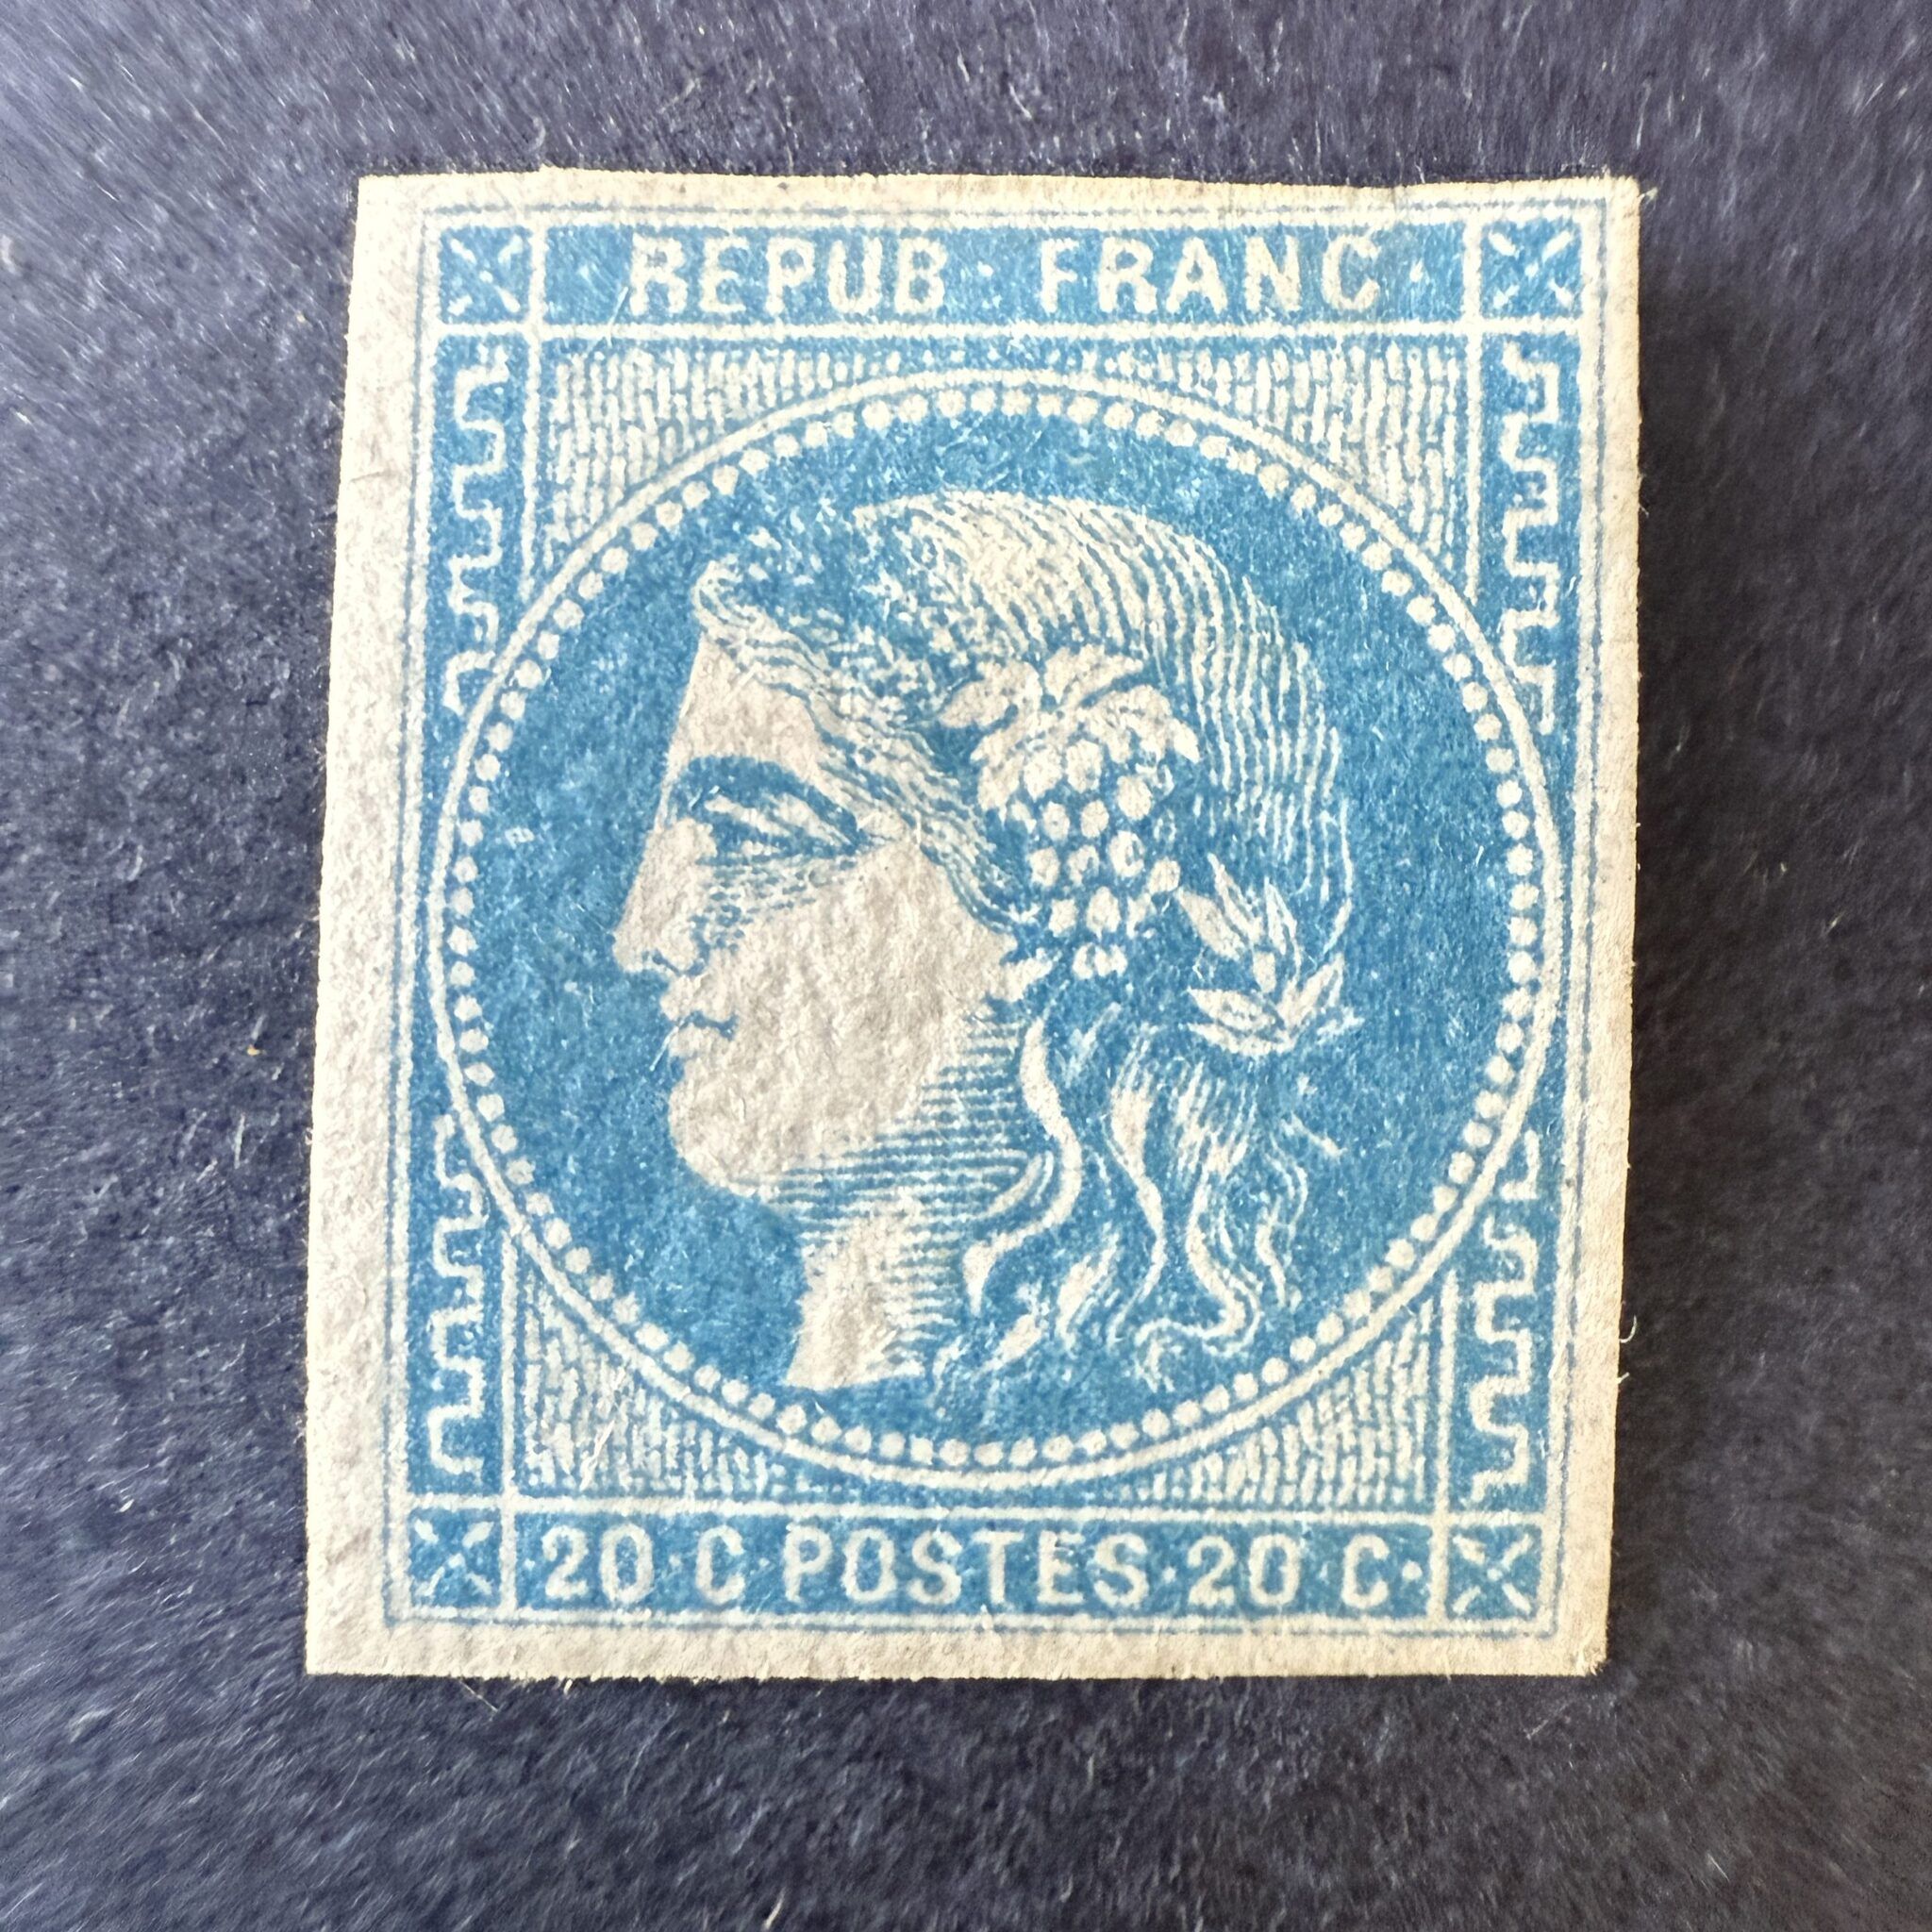 REPUB · FRANC ·
20 · C POSTES · 20 C ·